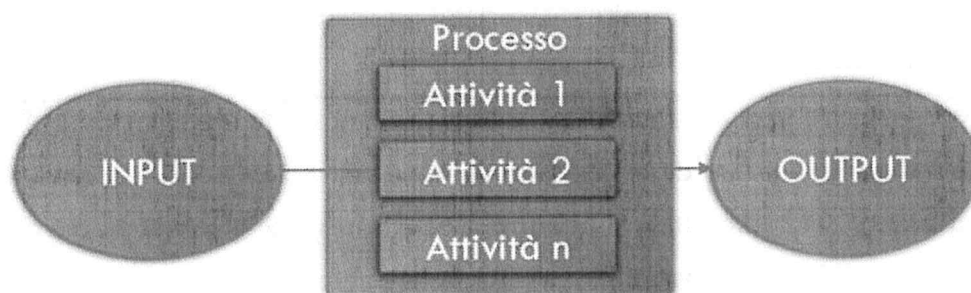 Processo
Attività 1
INPUT
Attività 2
OUTPUT
Attività n